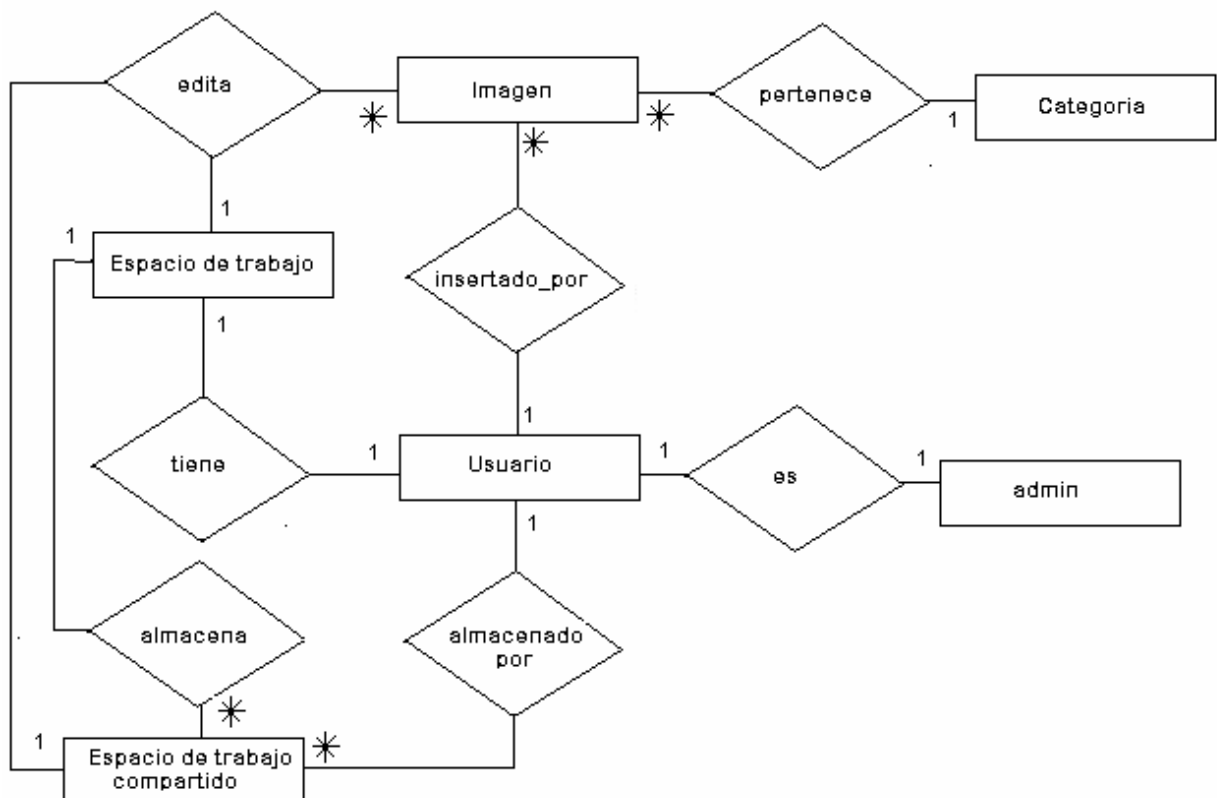 edita
Imagen
*
*
pertenece
1
Categoria
*
1
1
Espacio de trabajo
insertado_por
1
1
tiene
1
Usuario
1
es
1
admin
1
almacena
almacenado
por
*
*
1
Espacio de trabajo
compartido